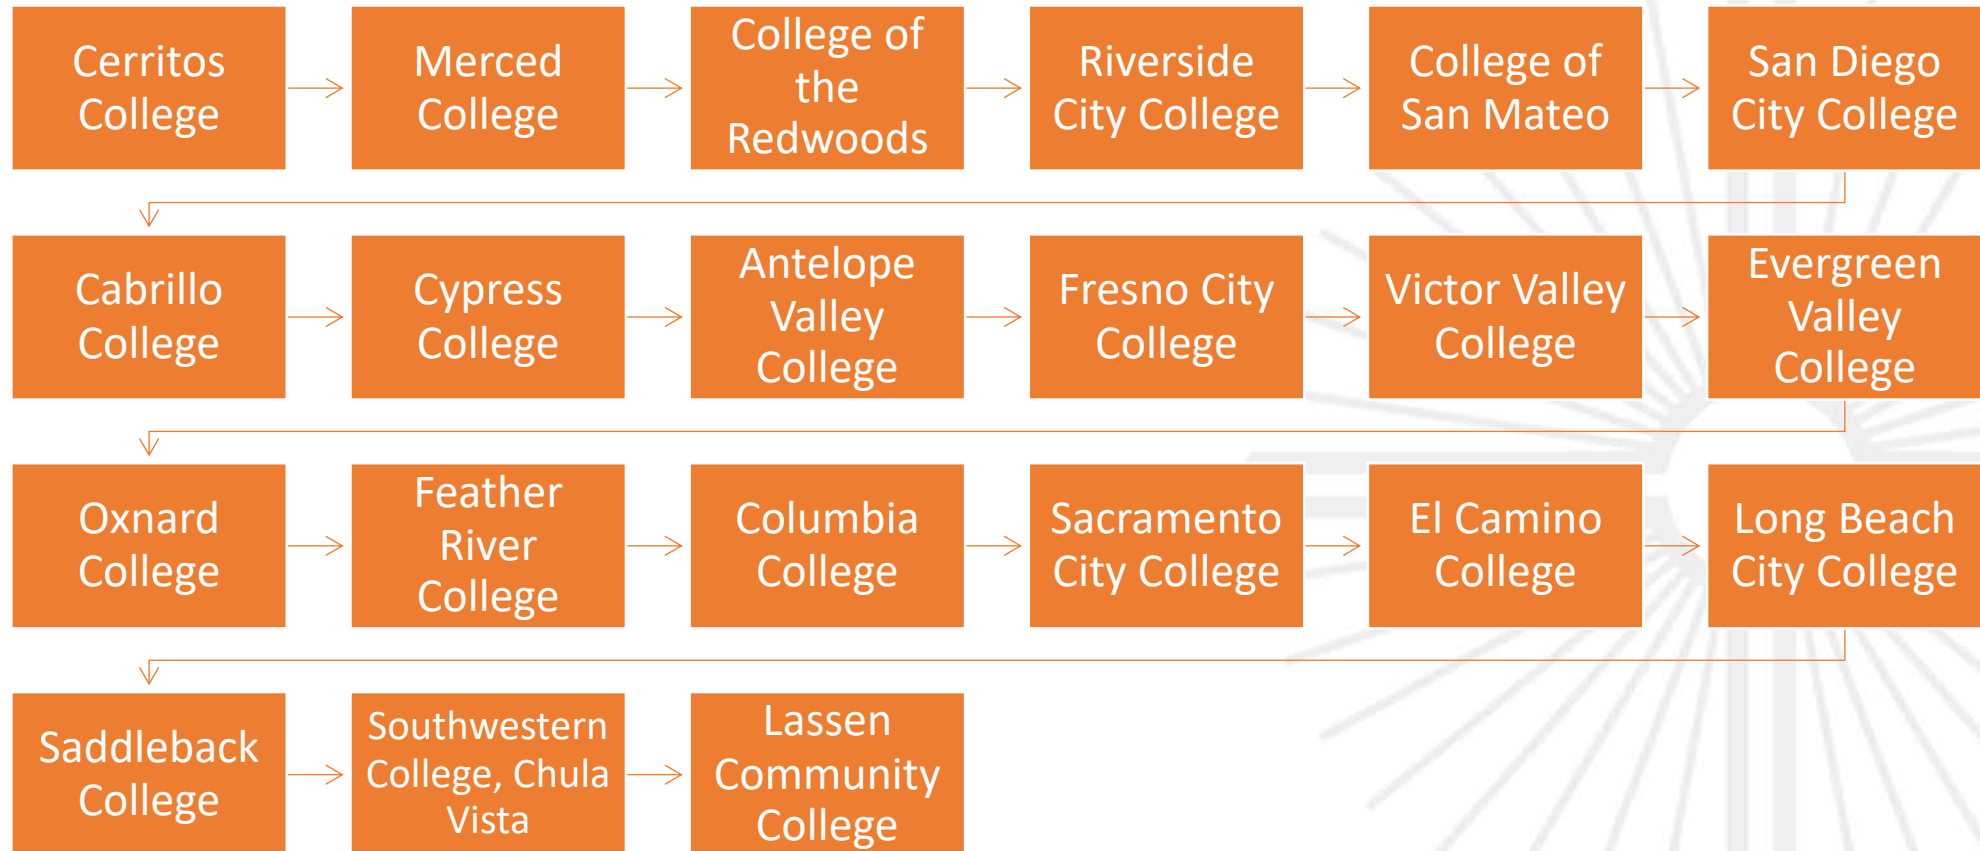 Cerritos
College
Merced
College
College of
the
Redwoods
Riverside
City College
College of
San Mateo
San Diego
City College
Cabrillo
College
Cypress
College
Antelope
Valley
College
Fresno City
College
Victor Valley
College
Evergreen
Valley
College
Oxnard
College
Feather
River
College
Columbia
College
Sacramento
City College
El Camino
College
Long Beach
City College
Saddleback
College
Southwestern
College, Chula
Vista
Lassen
Community
College